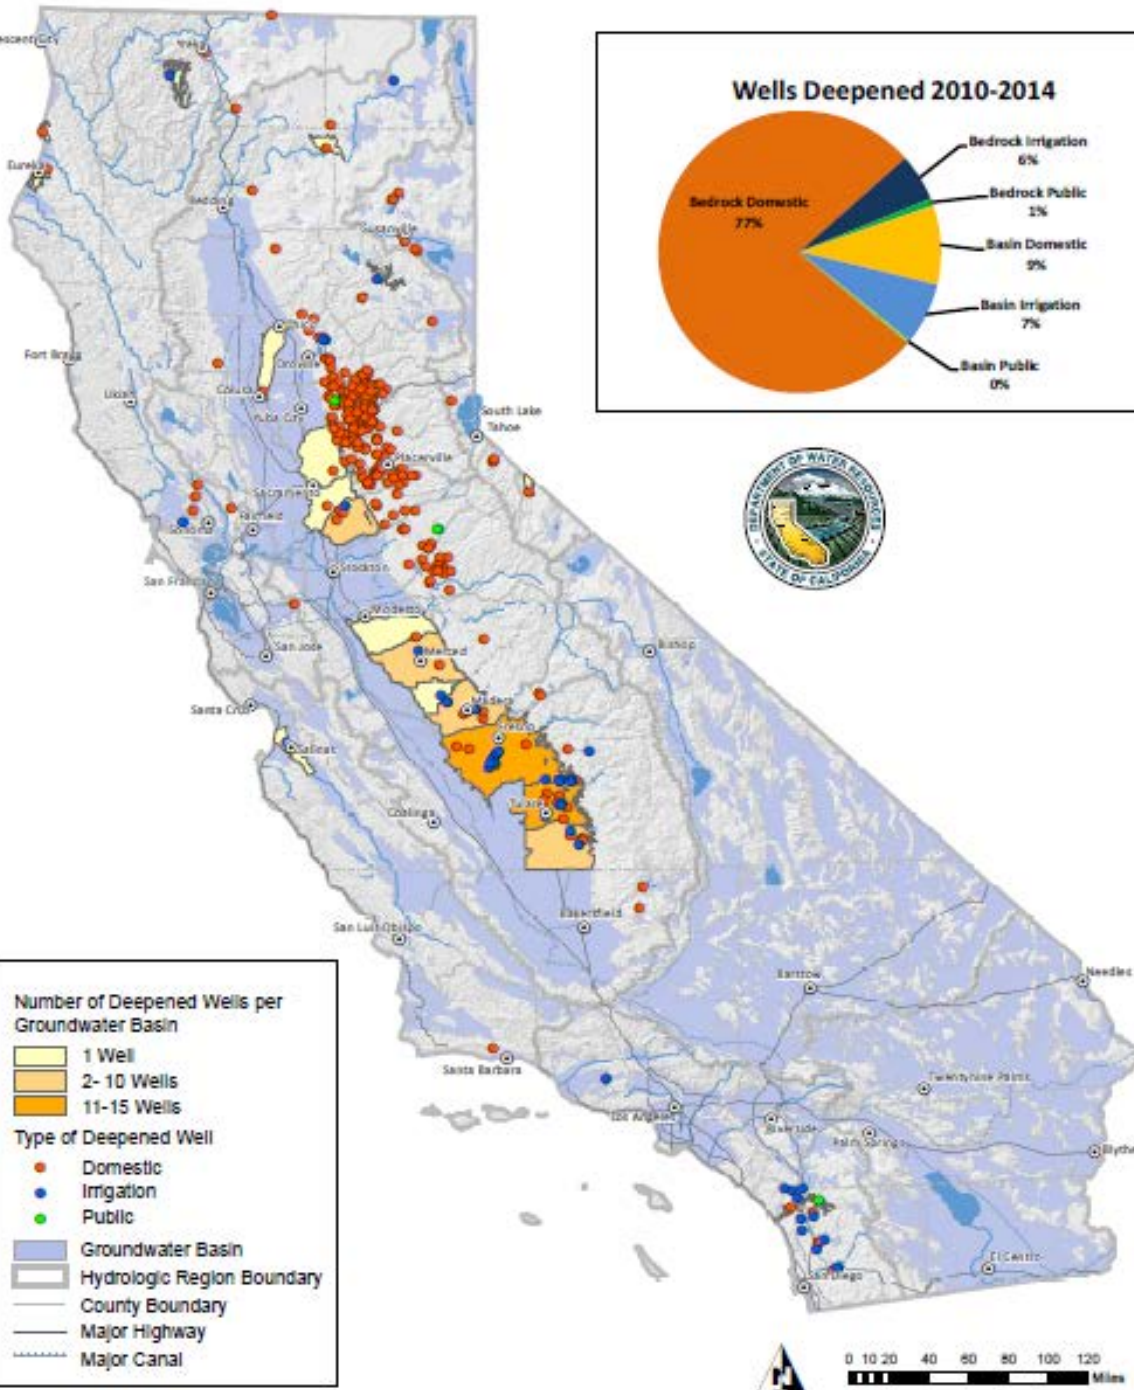 Wells Deepened 2010-2014
Bedrock Domestic
77%
Bedrock Irrigation
6%
Bedrock Public
1%
Basin Domestic
9%
Basin Irrigation
7%
Basin Public
0%
DEPARTMENT OF WATER RESOURCES
STATE OF CALIFORNIA
escent City
Yreka
Eureka
Redding
Susanville
Chico
Fort Bragg
Oroville
Colusa
Ukiah
Yuba City
South Lake
Tahoe
Placerville
Sacramento
Sonoma
Fairfield
Stockton
San Francisco
Modesto
San Jose
Merced
Bishop
Santa Cruz
Madera
Fresno
Salinas
Tulare
Coalinga
Bakersfield
San Luis Obispo
Barstow
Needles
Santa Barbara
Twentynine Palms
Los Angeles
Riverside
Palm Springs
Blythe
El Centro
San Diego
Number of Deepened Wells per
Groundwater Basin
1 Well
2- 10 Wells
11-15 Wells
Type of Deepened Well
Domestic
Irrigation
Public
Groundwater Basin
Hydrologic Region Boundary
County Boundary
Major Highway
Major Canal
N
0 10 20 40 60 80 100 120
Miles